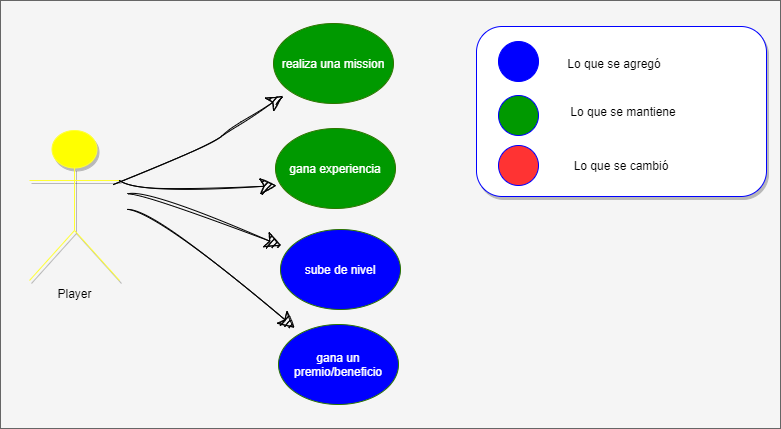 realiza una mission
gana experiencia
sube de nivel
gana un
premio/beneficio
Player
Lo que se agregó
Lo que se mantiene
Lo que se cambió